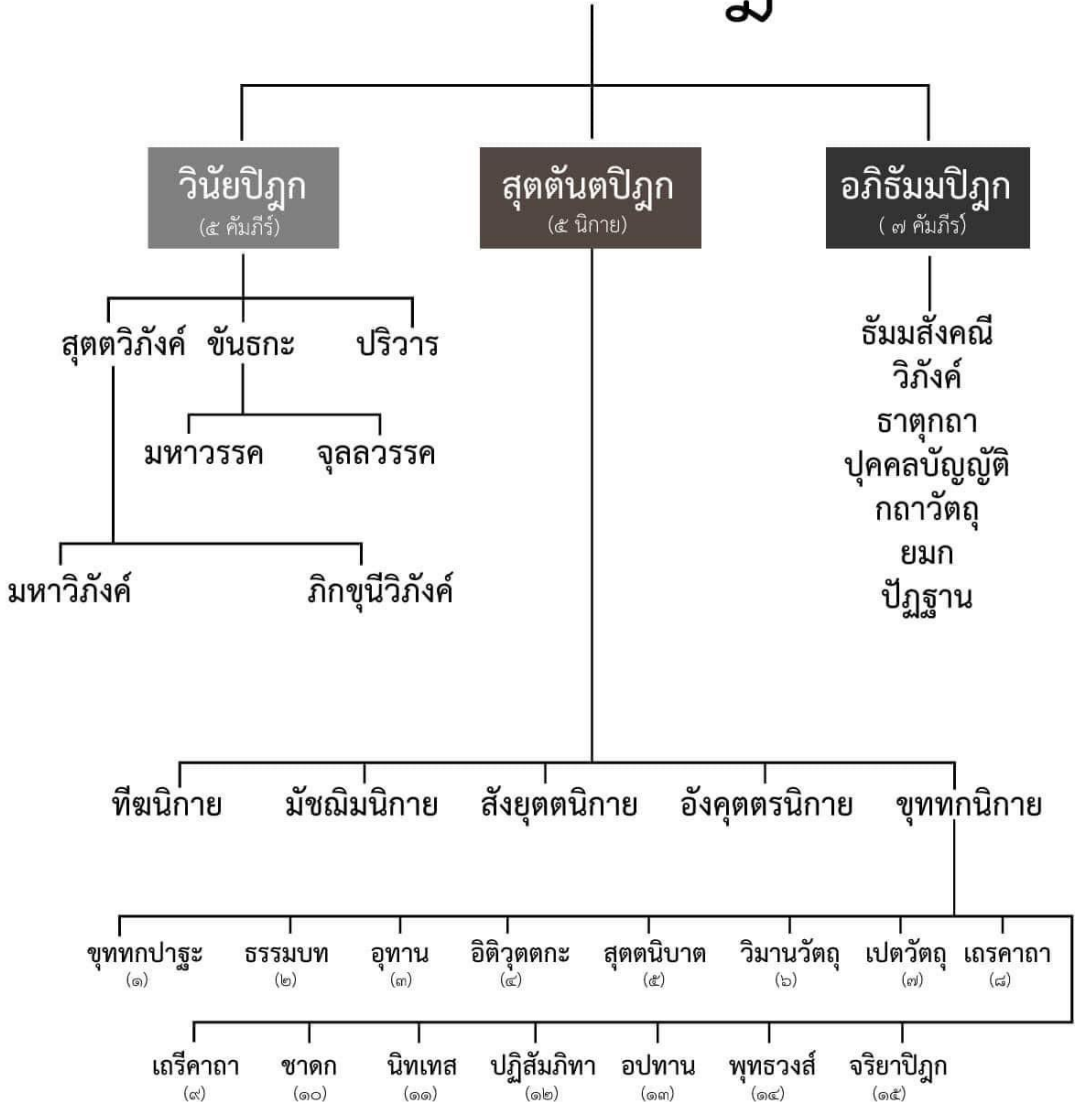 วินัยปิฎก
(๕ คัมภีร์)
สุตตันตปิฎก
(๕ นิกาย)
อภิธัมมปิฎก
( ๗ คัมภีร์)
สุตตวิภังค์ ขันธกะ ปริวาร
มหาวรรค จุลลวรรค
มหาวิภังค์ ภิกขุนีวิภังค์
ธัมมสังคณี
วิภังค์
ธาตุกถา
ปุคคลบัญญัติ
กถาวัตถุ
ยมก
ปัฏฐาน
ทีฆนิกาย มัชฌิมนิกาย สังยุตตนิกาย อังคุตตรนิกาย ขุททกนิกาย
ขุททกปาฐะ ธรรมบท อุทาน อิติวุตตกะ สุตตนิบาต วิมานวัตถุ เปตวัตถุ เถรคาถา
(๑) (๒) (๓) (๔) (๕) (๖) (๗) (๘)
เถรีคาถา ชาดก นิทเทส ปฏิสัมภิทา อปทาน พุทธวงส์ จริยาปิฎก
(๙) (๑๐) (๑๑) (๑๒) (๑๓) (๑๔) (๑๕)